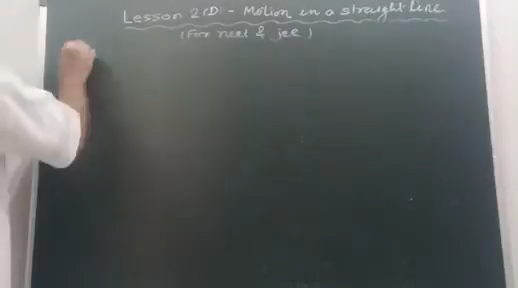 Lesson 2(D) :- Motion in a straight line
(For neet & jee)